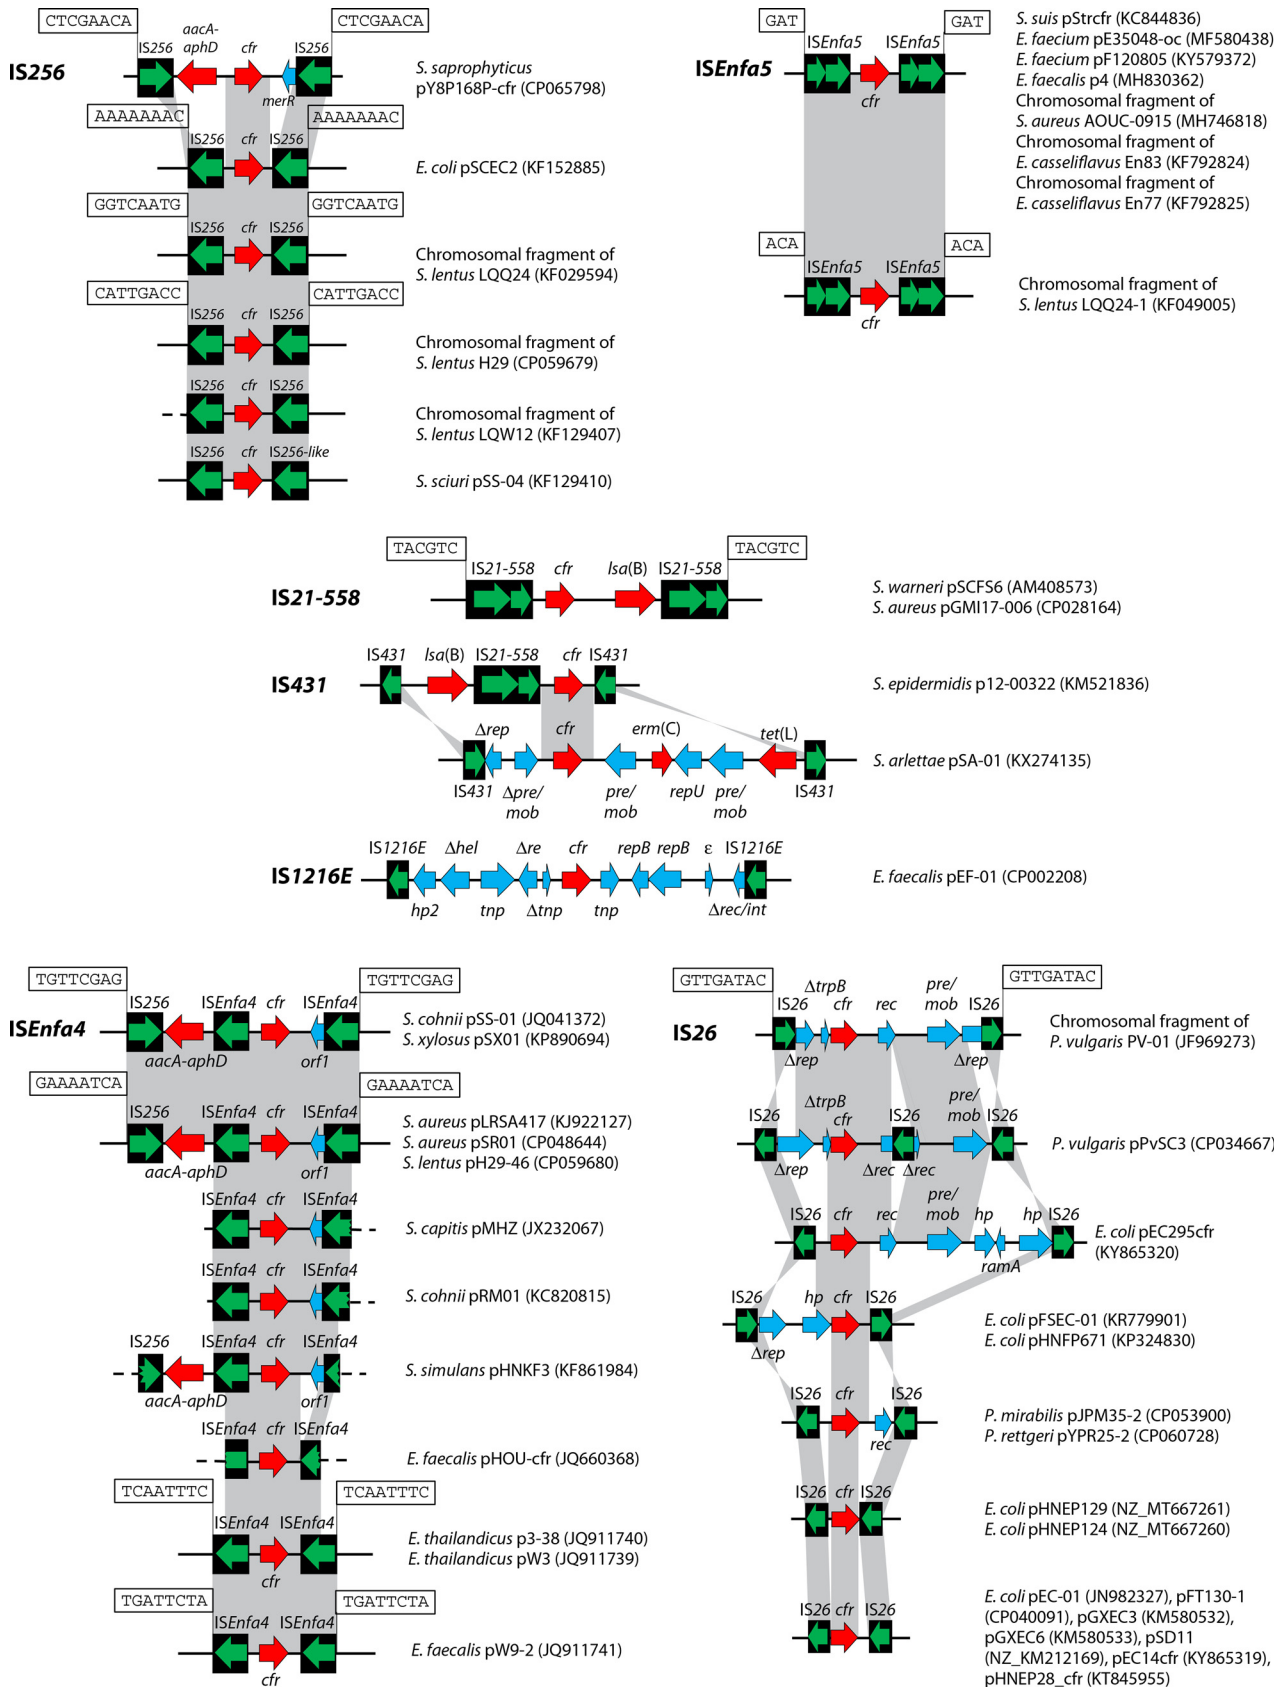 CTCGAACA
CTCGAACA
IS256
aacA-
aphD
cfr
IS256
IS256
merR
S. saprophyticus
pY8P168P-cfr (CP065798)
AAAAAAAC
AAAAAAAC
IS256 cfr IS256
E. coli pSCEC2 (KF152885)
GGTCAATG
GGTCAATG
IS256 cfr IS256
Chromosomal fragment of
S. lentus LQQ24 (KF029594)
CATTGACC
CATTGACC
IS256 cfr IS256
Chromosomal fragment of
S. lentus H29 (CP059679)
IS256 cfr IS256
Chromosomal fragment of
S. lentus LQW12 (KF129407)
IS256 cfr IS256-like
S. sciuri pSS-04 (KF129410)
GAT
GAT
ISEnfa5
ISEnfa5 ISEnfa5
cfr
S. suis pStrcfr (KC844836)
E. faecium pE35048-oc (MF580438)
E. faecium pF120805 (KY579372)
E. faecalis p4 (MH830362)
Chromosomal fragment of
S. aureus AOUC-0915 (MH746818)
Chromosomal fragment of
E. casseliflavus En83 (KF792824)
Chromosomal fragment of
E. casseliflavus En77 (KF792825)
ACA
ACA
ISEnfa5 ISEnfa5
cfr
Chromosomal fragment of
S. lentus LQQ24-1 (KF049005)
TACGTC
TACGTC
IS21-558
IS21-558 cfr lsa(B) IS21-558
S. warneri pSCFS6 (AM408573)
S. aureus pGMI17-006 (CP028164)
IS431
IS431 lsa(B) IS21-558 cfr IS431
S. epidermidis p12-00322 (KM521836)
Δrep cfr erm(C) tet(L)
S. arlettae pSA-01 (KX274135)
IS431 Δpre/ pre/ repU pre/ IS431
mob mob mob
IS1216E
IS1216E Δhel Δre cfr repB repB ε IS1216E
hp2 tnp Δtnp tnp Δrec/int
E. faecalis pEF-01 (CP002208)
TGTTCGAG
TGTTCGAG
ISEnfa4
IS256 ISEnfa4 cfr ISEnfa4
aacA-aphD orf1
S. cohnii pSS-01 (JQ041372)
S. xylosus pSX01 (KP890694)
GAAAATCA
GAAAATCA
IS256 ISEnfa4 cfr ISEnfa4
aacA-aphD orf1
S. aureus pLRSA417 (KJ922127)
S. aureus pSR01 (CP048644)
S. lentus pH29-46 (CP059680)
ISEnfa4 cfr ISEnfa4
S. capitis pMHZ (JX232067)
ISEnfa4 cfr ISEnfa4
S. cohnii pRM01 (KC820815)
IS256 ISEnfa4 cfr ISEnfa4
aacA-aphD orf1
S. simulans pHNKF3 (KF861984)
ISEnfa4 cfr ISEnfa4
E. faecalis pHOU-cfr (JQ660368)
TCAATTTC
TCAATTTC
ISEnfa4 ISEnfa4
cfr
E. thailandicus p3-38 (JQ911740)
E. thailandicus pW3 (JQ911739)
TGATTCTA
TGATTCTA
ISEnfa4 ISEnfa4
cfr
E. faecalis pW9-2 (JQ911741)
GTTGATAC
GTTGATAC
IS26
IS26 ΔtrpB cfr rec pre/
mob IS26
Δrep Δrep
Chromosomal fragment of
P. vulgaris PV-01 (JF969273)
IS26 ΔtrpB
cfr IS26 pre/
mob IS26
Δrep Δrec Δrec
P. vulgaris pPvSC3 (CP034667)
IS26 cfr rec pre/
mob hp hp IS26
ramA
E. coli pEC295cfr
(KY865320)
IS26 hp cfr IS26
Δrep
E. coli pFSEC-01 (KR779901)
E. coli pHNFP671 (KP324830)
IS26 cfr IS26
rec
P. mirabilis pJPM35-2 (CP053900)
P. rettgeri pYPR25-2 (CP060728)
IS26 cfr IS26
E. coli pHNEP129 (NZ_MT667261)
E. coli pHNEP124 (NZ_MT667260)
IS26 cfr IS26
E. coli pEC-01 (JN982327), pFT130-1
(CP040091), pGXEC3 (KM580532),
pGXEC6 (KM580533), pSD11
(NZ_KM212169), pEC14cfr (KY865319),
pHNEP28_cfr (KT845955)